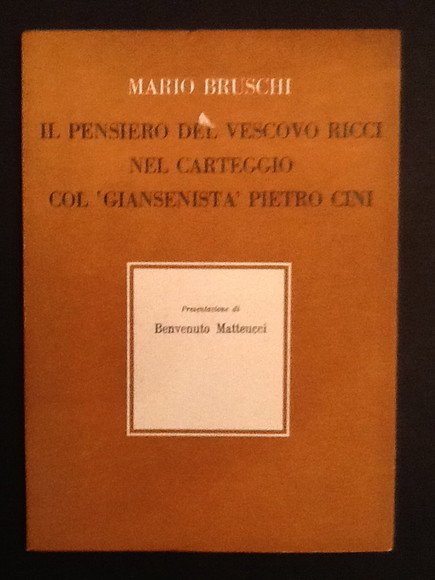 MARIO BRUSCHI
IL PENSIERO DEL VESCOVO RICCI
NEL CARTEGGIO
COL 'GIANSENISTA' PIETRO CINI
Presentazione di
Benvenuto Matteucci